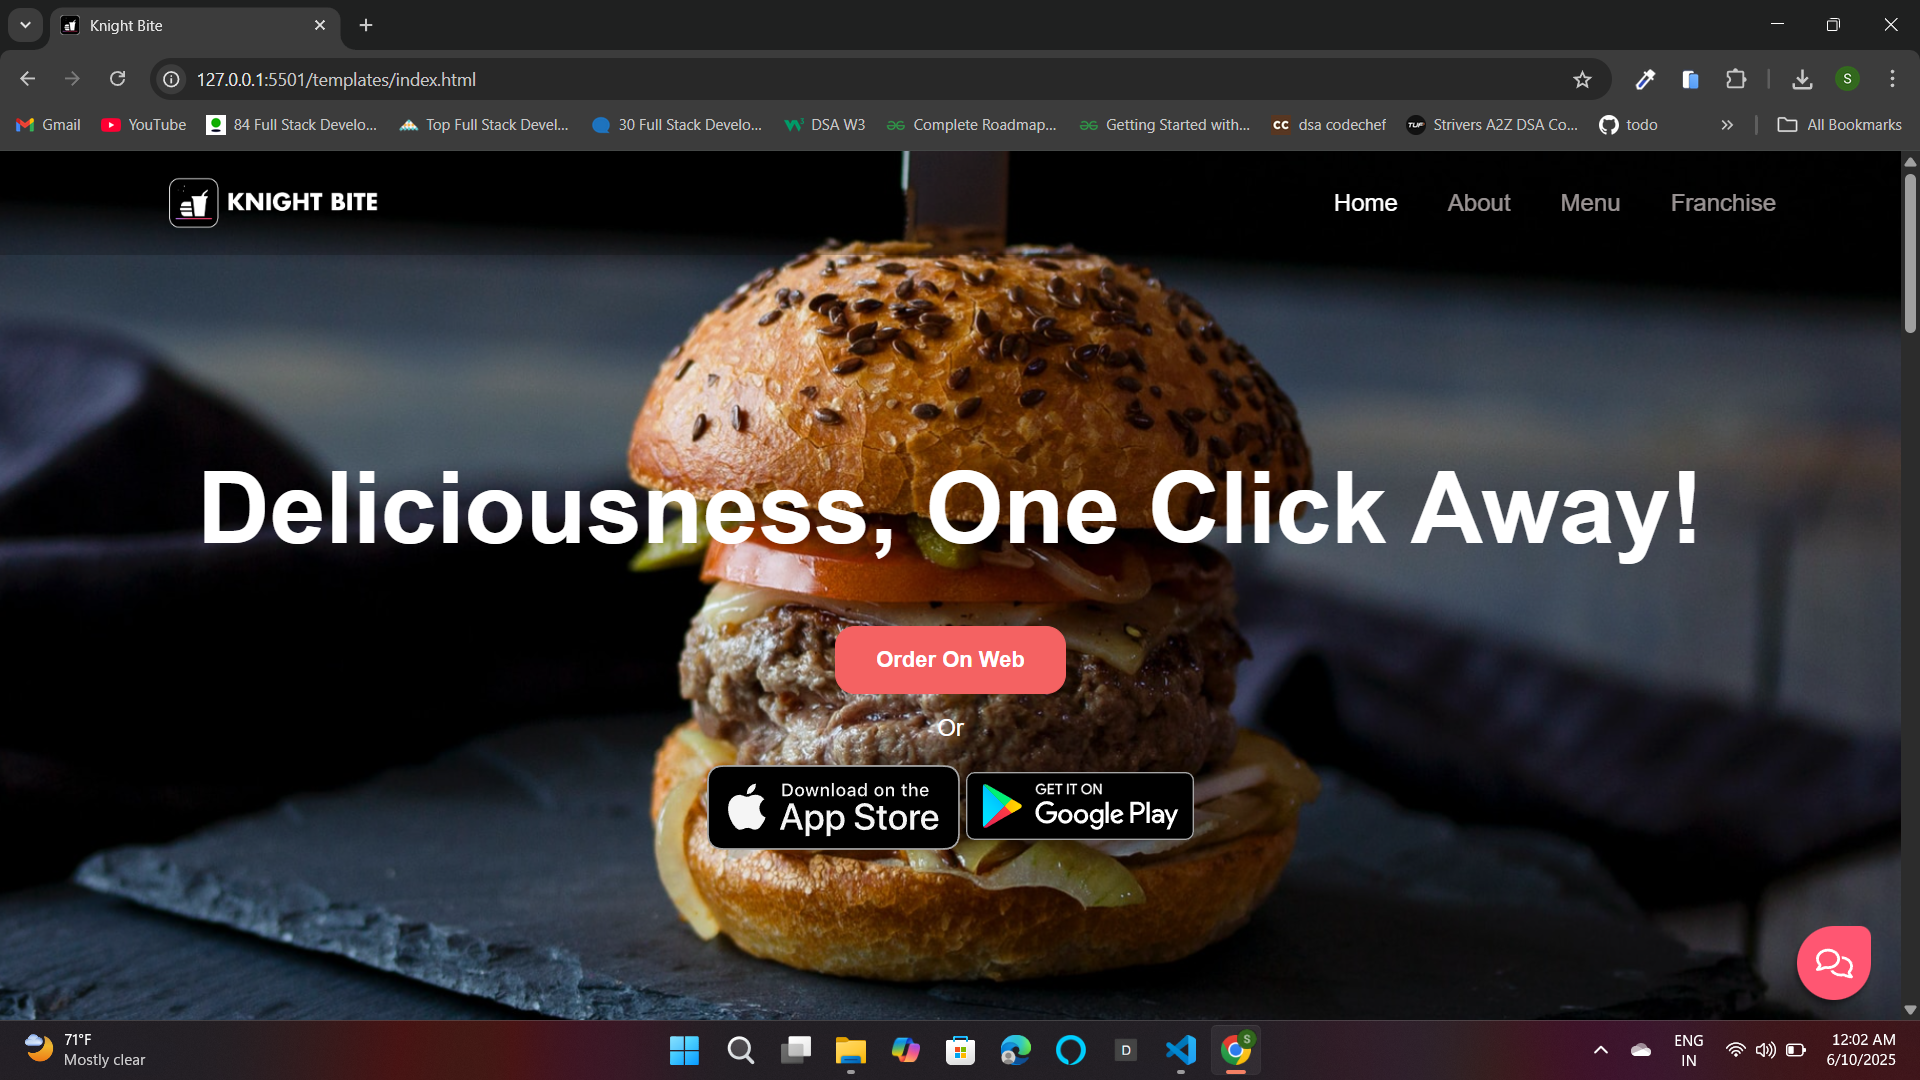 Knight Bite
127.0.0.1:5501/templates/index.html
S
Gmail
YouTube
84 Full Stack Develo...
Top Full Stack Devel...
30 Full Stack Develo...
DSA W3
Complete Roadmap...
Getting Started with...
CC dsa codechef
TUF Strivers A2Z DSA Co...
todo
All Bookmarks
KNIGHT BITE
Home
About
Menu
Franchise
Deliciousness, One Click Away!
Order On Web
Or
Download on the
App Store
GET IT ON
Google Play
71°F
Mostly clear
D
S
ENG
IN
12:02 AM
6/10/2025